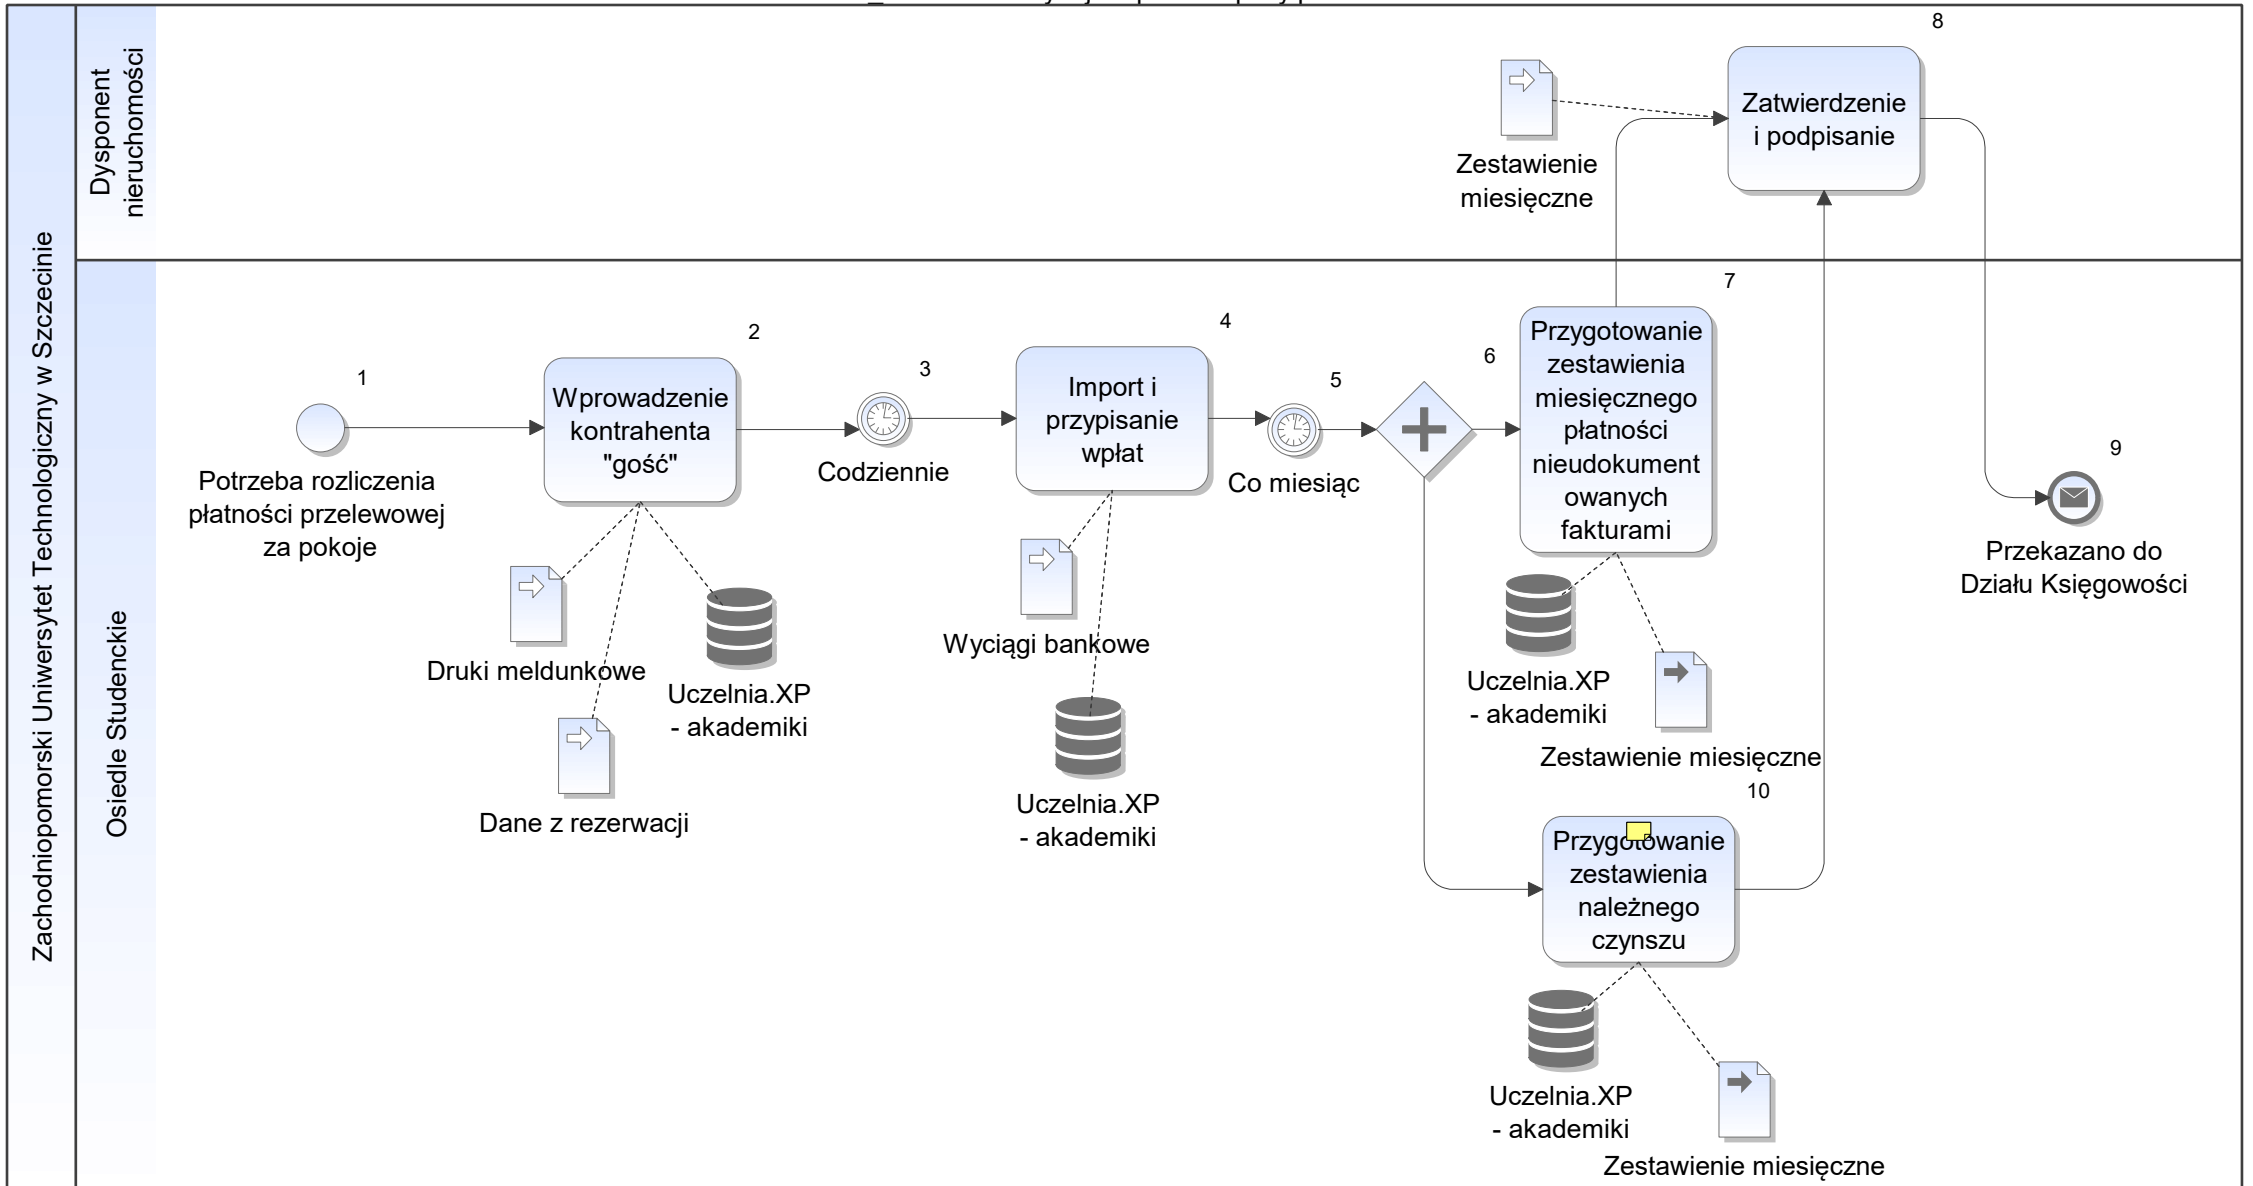 Zachodniopomorski Uniwersytet Technologiczny w Szczecinie
Dysponent
nieruchomości
8
Zatwierdzenie
i podpisanie
Zestawienie
miesięczne
Osiedle Studenckie
1
Potrzeba rozliczenia
płatności przelewowej
za pokoje
2
Wprowadzenie
kontrahenta
"gość"
Druki meldunkowe
Dane z rezerwacji
Uczelnia.XP
- akademiki
3
Codziennie
4
Import i
przypisanie
wpłat
Wyciągi bankowe
Uczelnia.XP
- akademiki
5
Co miesiąc
6
7
Przygotowanie
zestawienia
miesięcznego
płatności
nieudokument
owanych
fakturami
Uczelnia.XP
- akademiki
Zestawienie miesięczne
9
Przekazano do
Działu Księgowości
10
Przygotowanie
zestawienia
należnego
czynszu
Uczelnia.XP
- akademiki
Zestawienie miesięczne